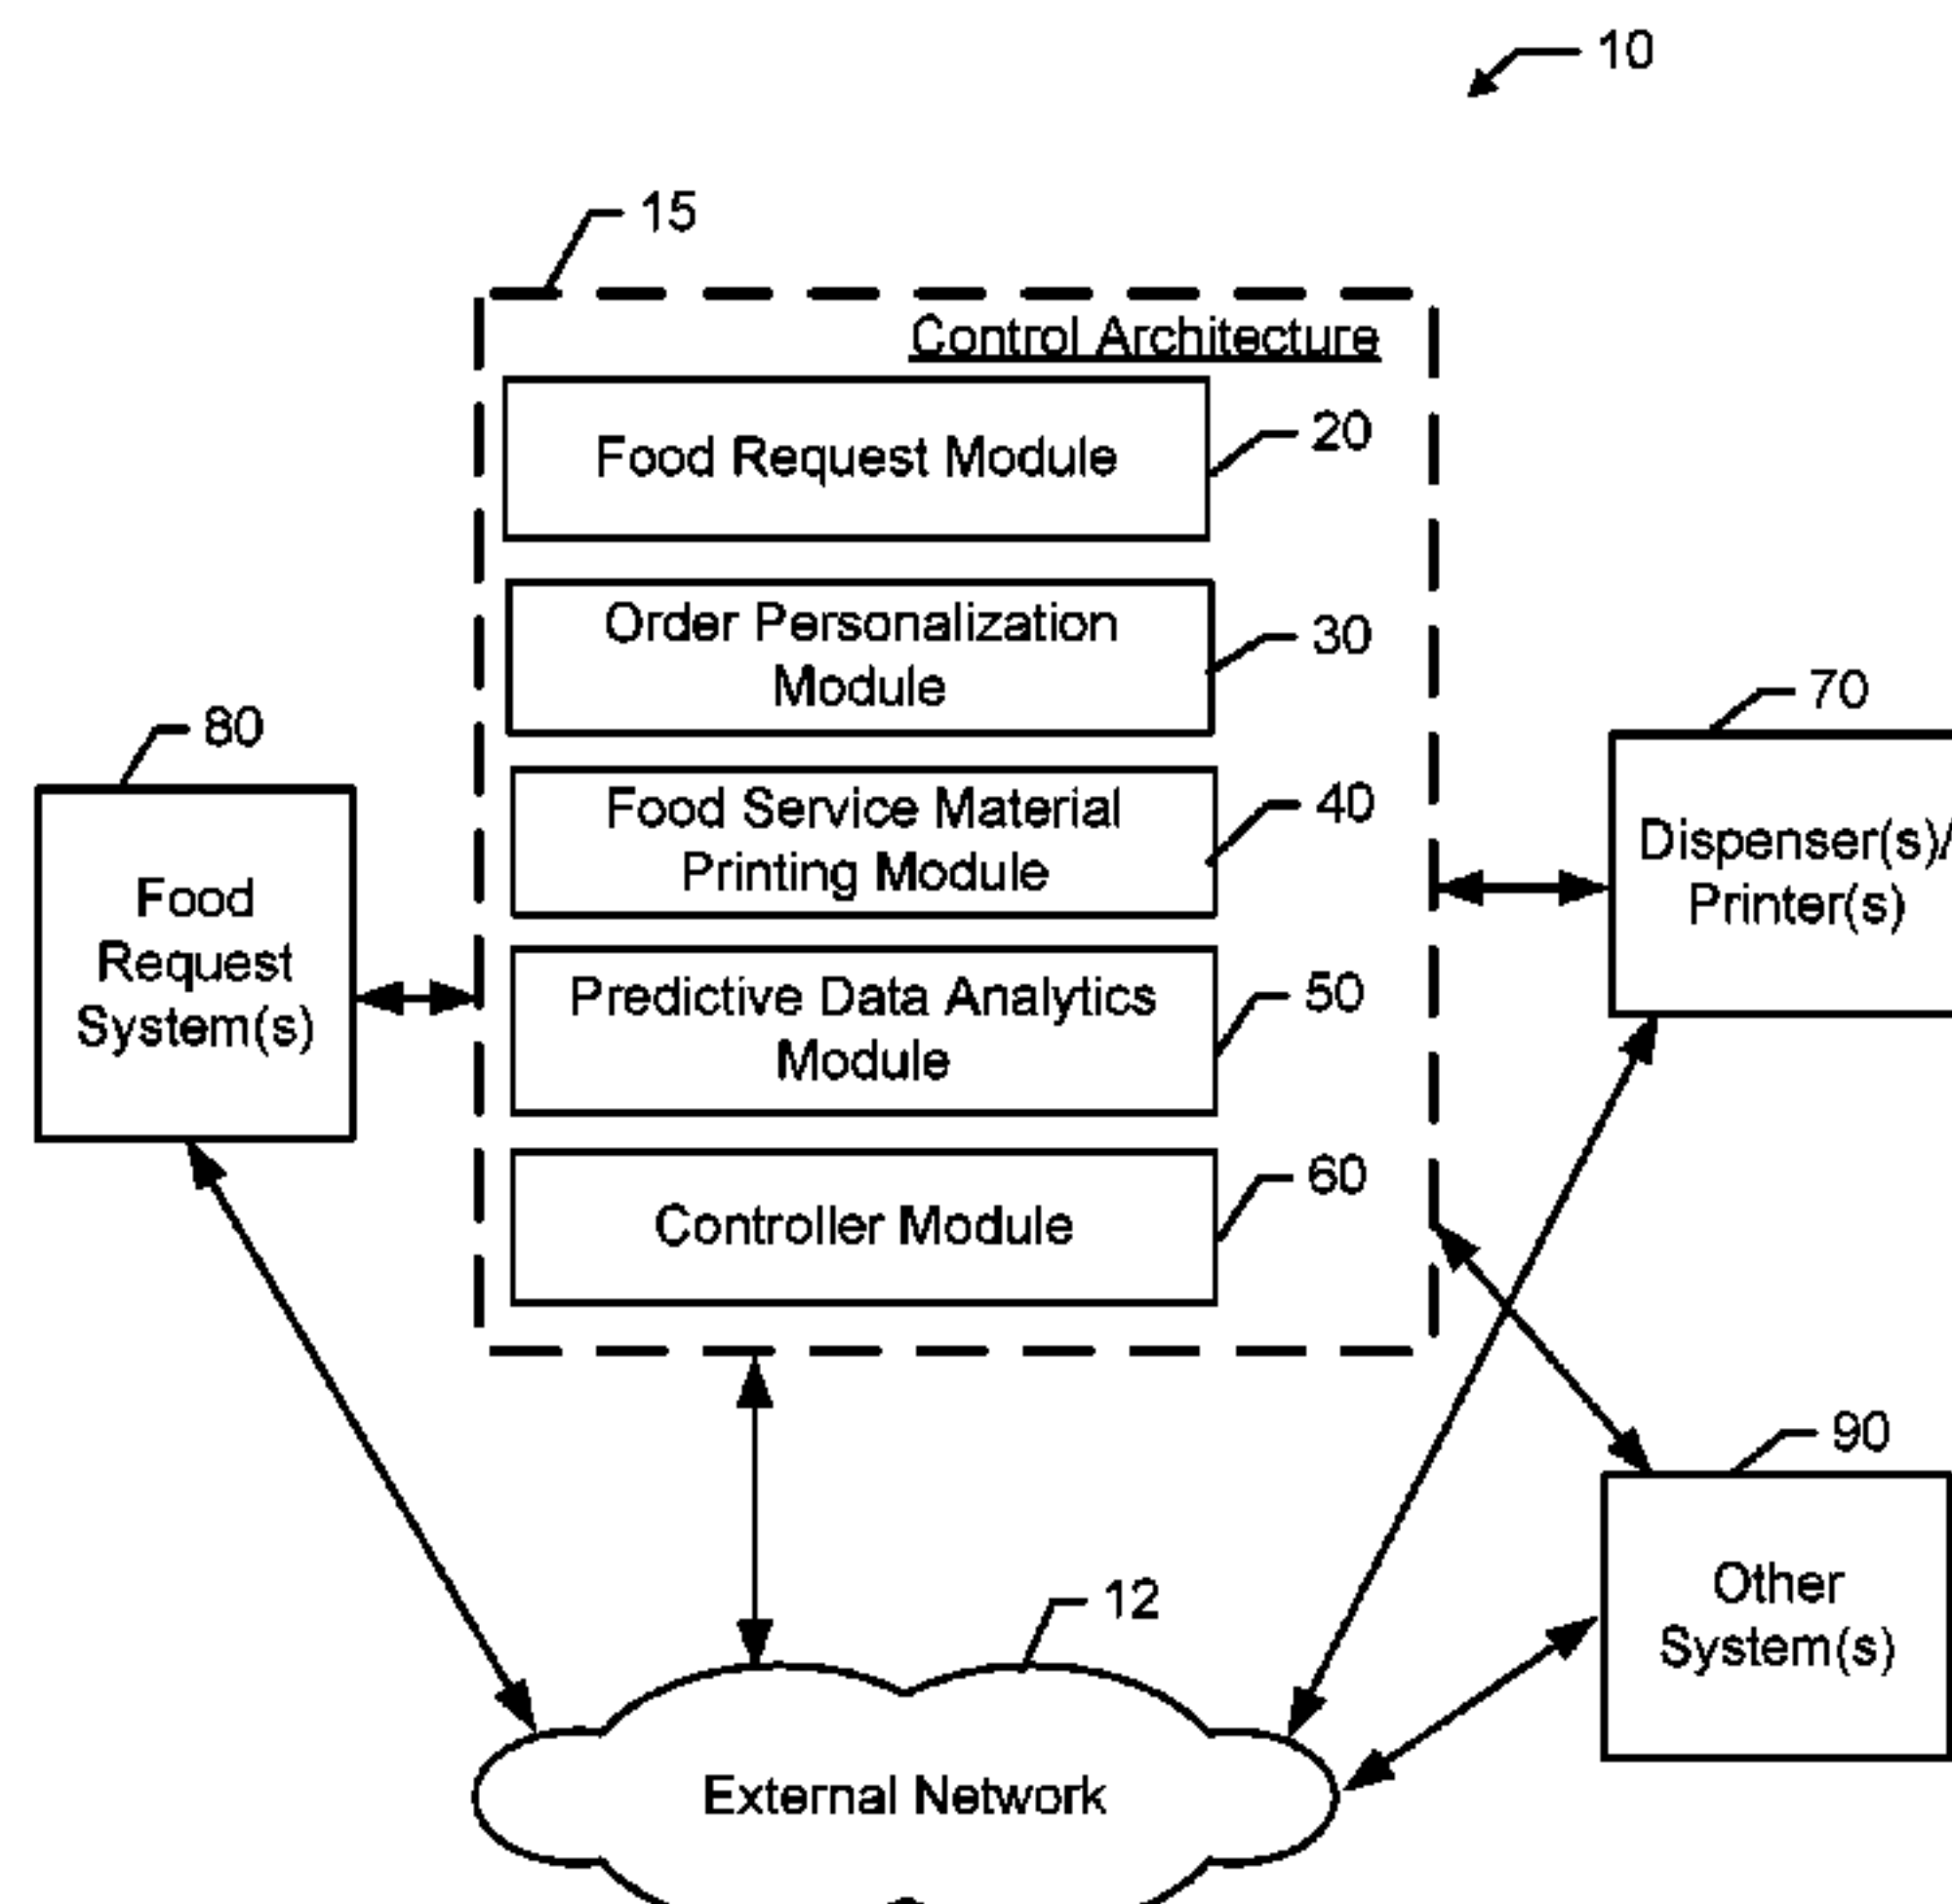 10
15
Control Architecture
Food Request Module
20
Order Personalization
Module
30
Food Service Material
Printing Module
40
Predictive Data Analytics
Module
50
Controller Module
60
80
Food
Request
System(s)
70
Dispenser(s)/
Printer(s)
90
Other
System(s)
12
External Network